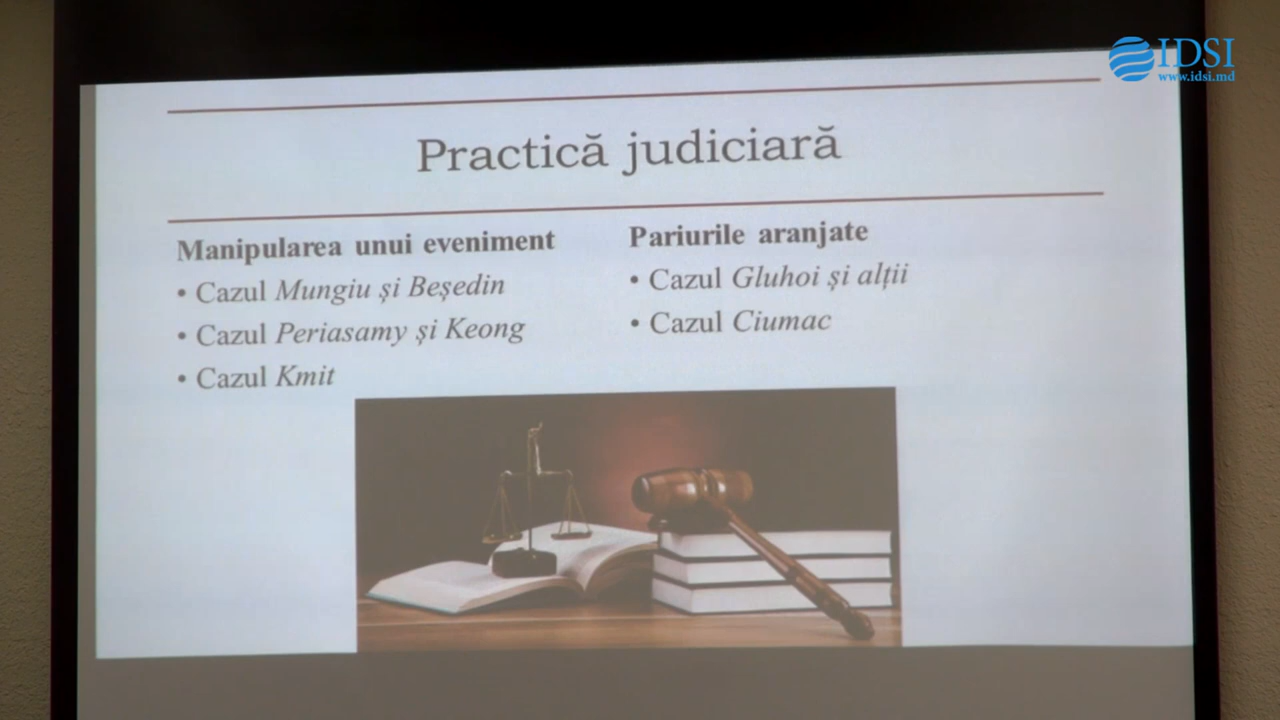 IDSI
www.idsi.md
Practică judiciară
Manipularea unui eveniment
• Cazul Mungiu și Beședin
• Cazul Periasamy și Keong
• Cazul Kmit
Pariurile aranjate
• Cazul Gluhoi și alții
• Cazul Ciumac